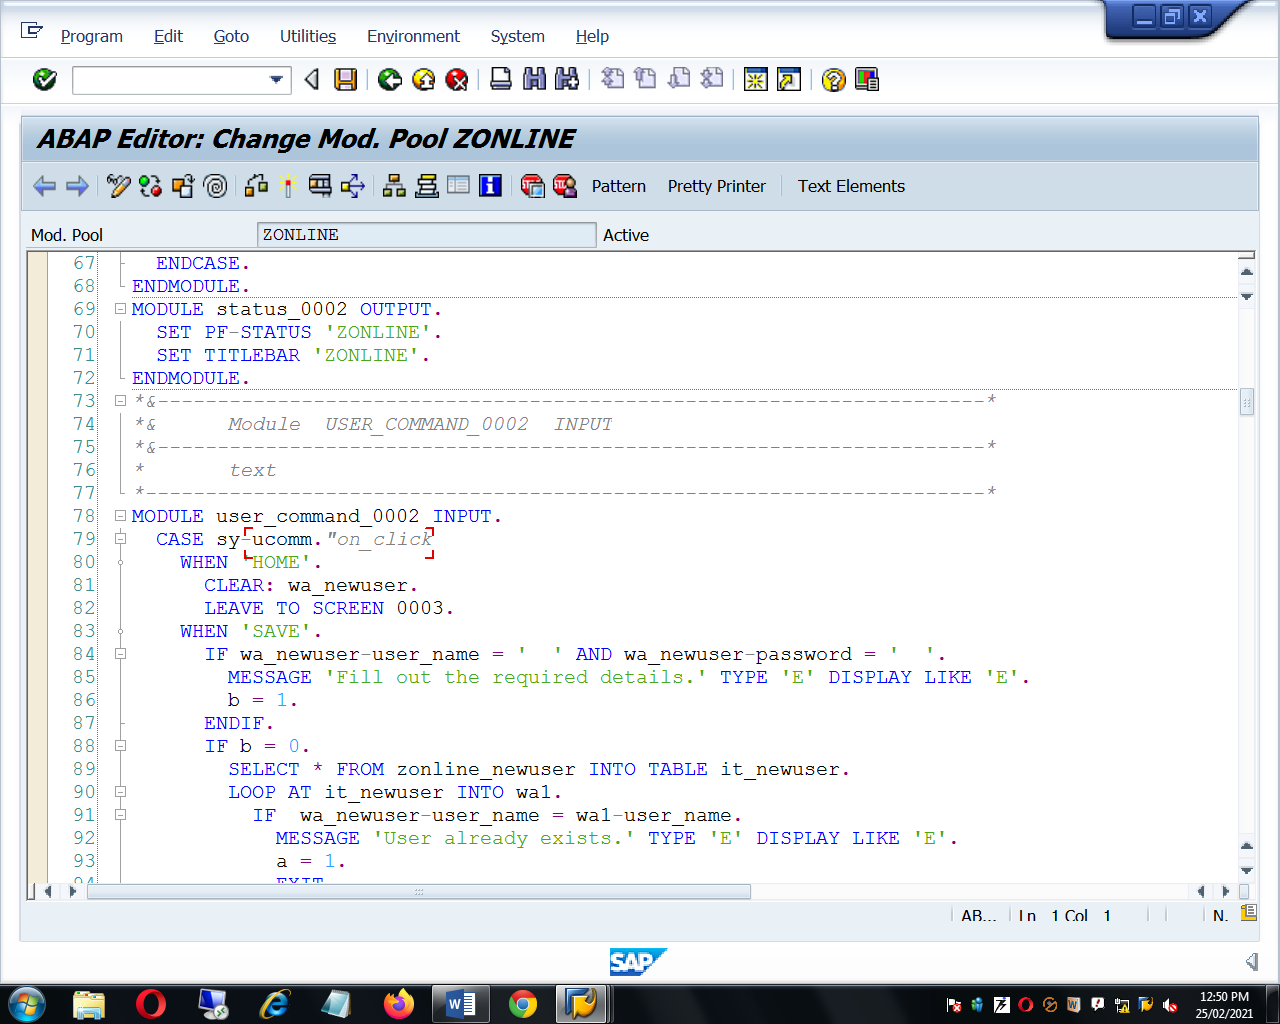 Program Edit Goto Utilities Environment System Help
ABAP Editor: Change Mod. Pool ZONLINE
Pattern Pretty Printer Text Elements
Mod. Pool ZONLINE Active
67 ENDCASE.
68 ENDMODULE.
69 MODULE status_0002 OUTPUT.
70 SET PF-STATUS 'ZONLINE'.
71 SET TITLEBAR 'ZONLINE'.
72 ENDMODULE.
73 *&---------------------------------------------------------------------*
74 *& Module USER_COMMAND_0002 INPUT
75 *&---------------------------------------------------------------------*
76 * text
77 *----------------------------------------------------------------------*
78 MODULE user_command_0002 INPUT.
79 CASE sy-ucomm."on_click
80 WHEN 'HOME'.
81 CLEAR: wa_newuser.
82 LEAVE TO SCREEN 0003.
83 WHEN 'SAVE'.
84 IF wa_newuser-user_name = '  ' AND wa_newuser-password = '  '.
85 MESSAGE 'Fill out the required details.' TYPE 'E' DISPLAY LIKE 'E'.
86 b = 1.
87 ENDIF.
88 IF b = 0.
89 SELECT * FROM zonline_newuser INTO TABLE it_newuser.
90 LOOP AT it_newuser INTO wa1.
91 IF  wa_newuser-user_name = wa1-user_name.
92 MESSAGE 'User already exists.' TYPE 'E' DISPLAY LIKE 'E'.
93 a = 1.
94 EXIT
AB... Ln 1 Col 1 N.
SAP
12:50 PM
25/02/2021